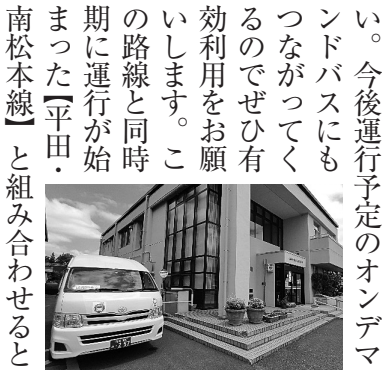 い。今後運行予定のオンデマ
ンドバスにも
つながってく
るのでぜひ有
効利用をお願
いします。こ
の路線と同時
期に運行が始
まった【平田・
南松本線】と組み合わせると